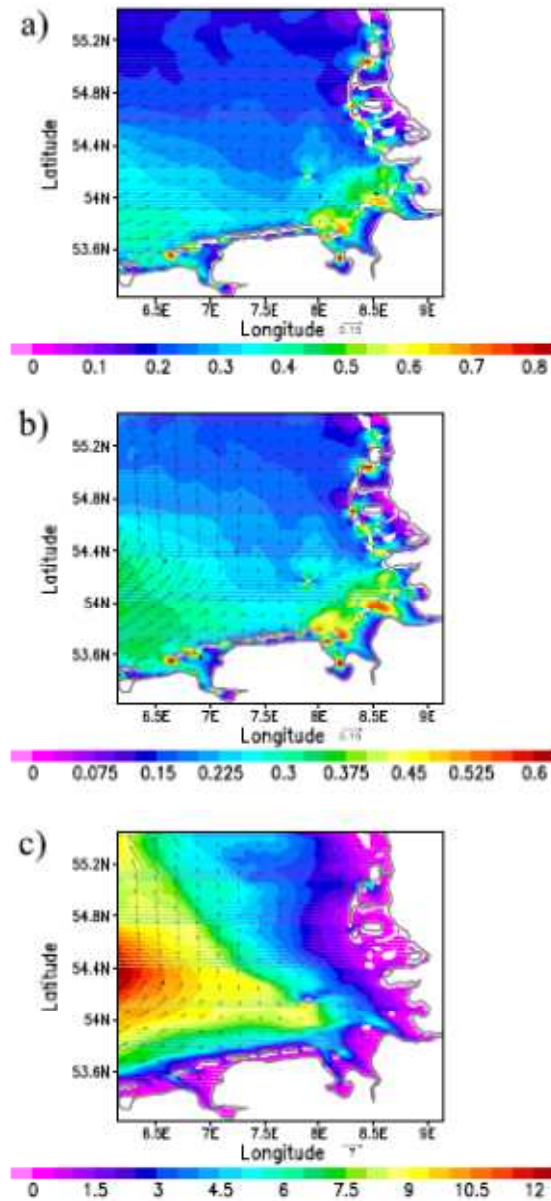 a)
55.2N
54.8N
54.4N
54N
53.6N
Latitude
6.5E 7E 7.5E 8E 8.5E 9E
Longitude 0.15
0 0.1 0.2 0.3 0.4 0.5 0.6 0.7 0.8
b)
55.2N
54.8N
54.4N
54N
53.6N
Latitude
6.5E 7E 7.5E 8E 8.5E 9E
Longitude
0 0.075 0.15 0.225 0.3 0.375 0.45 0.525 0.6
c)
55.2N
54.8N
54.4N
54N
53.6N
Latitude
6.5E 7E 7.5E 8E 8.5E 9E
Longitude
0 1.5 3 4.5 6 7.5 9 10.5 12